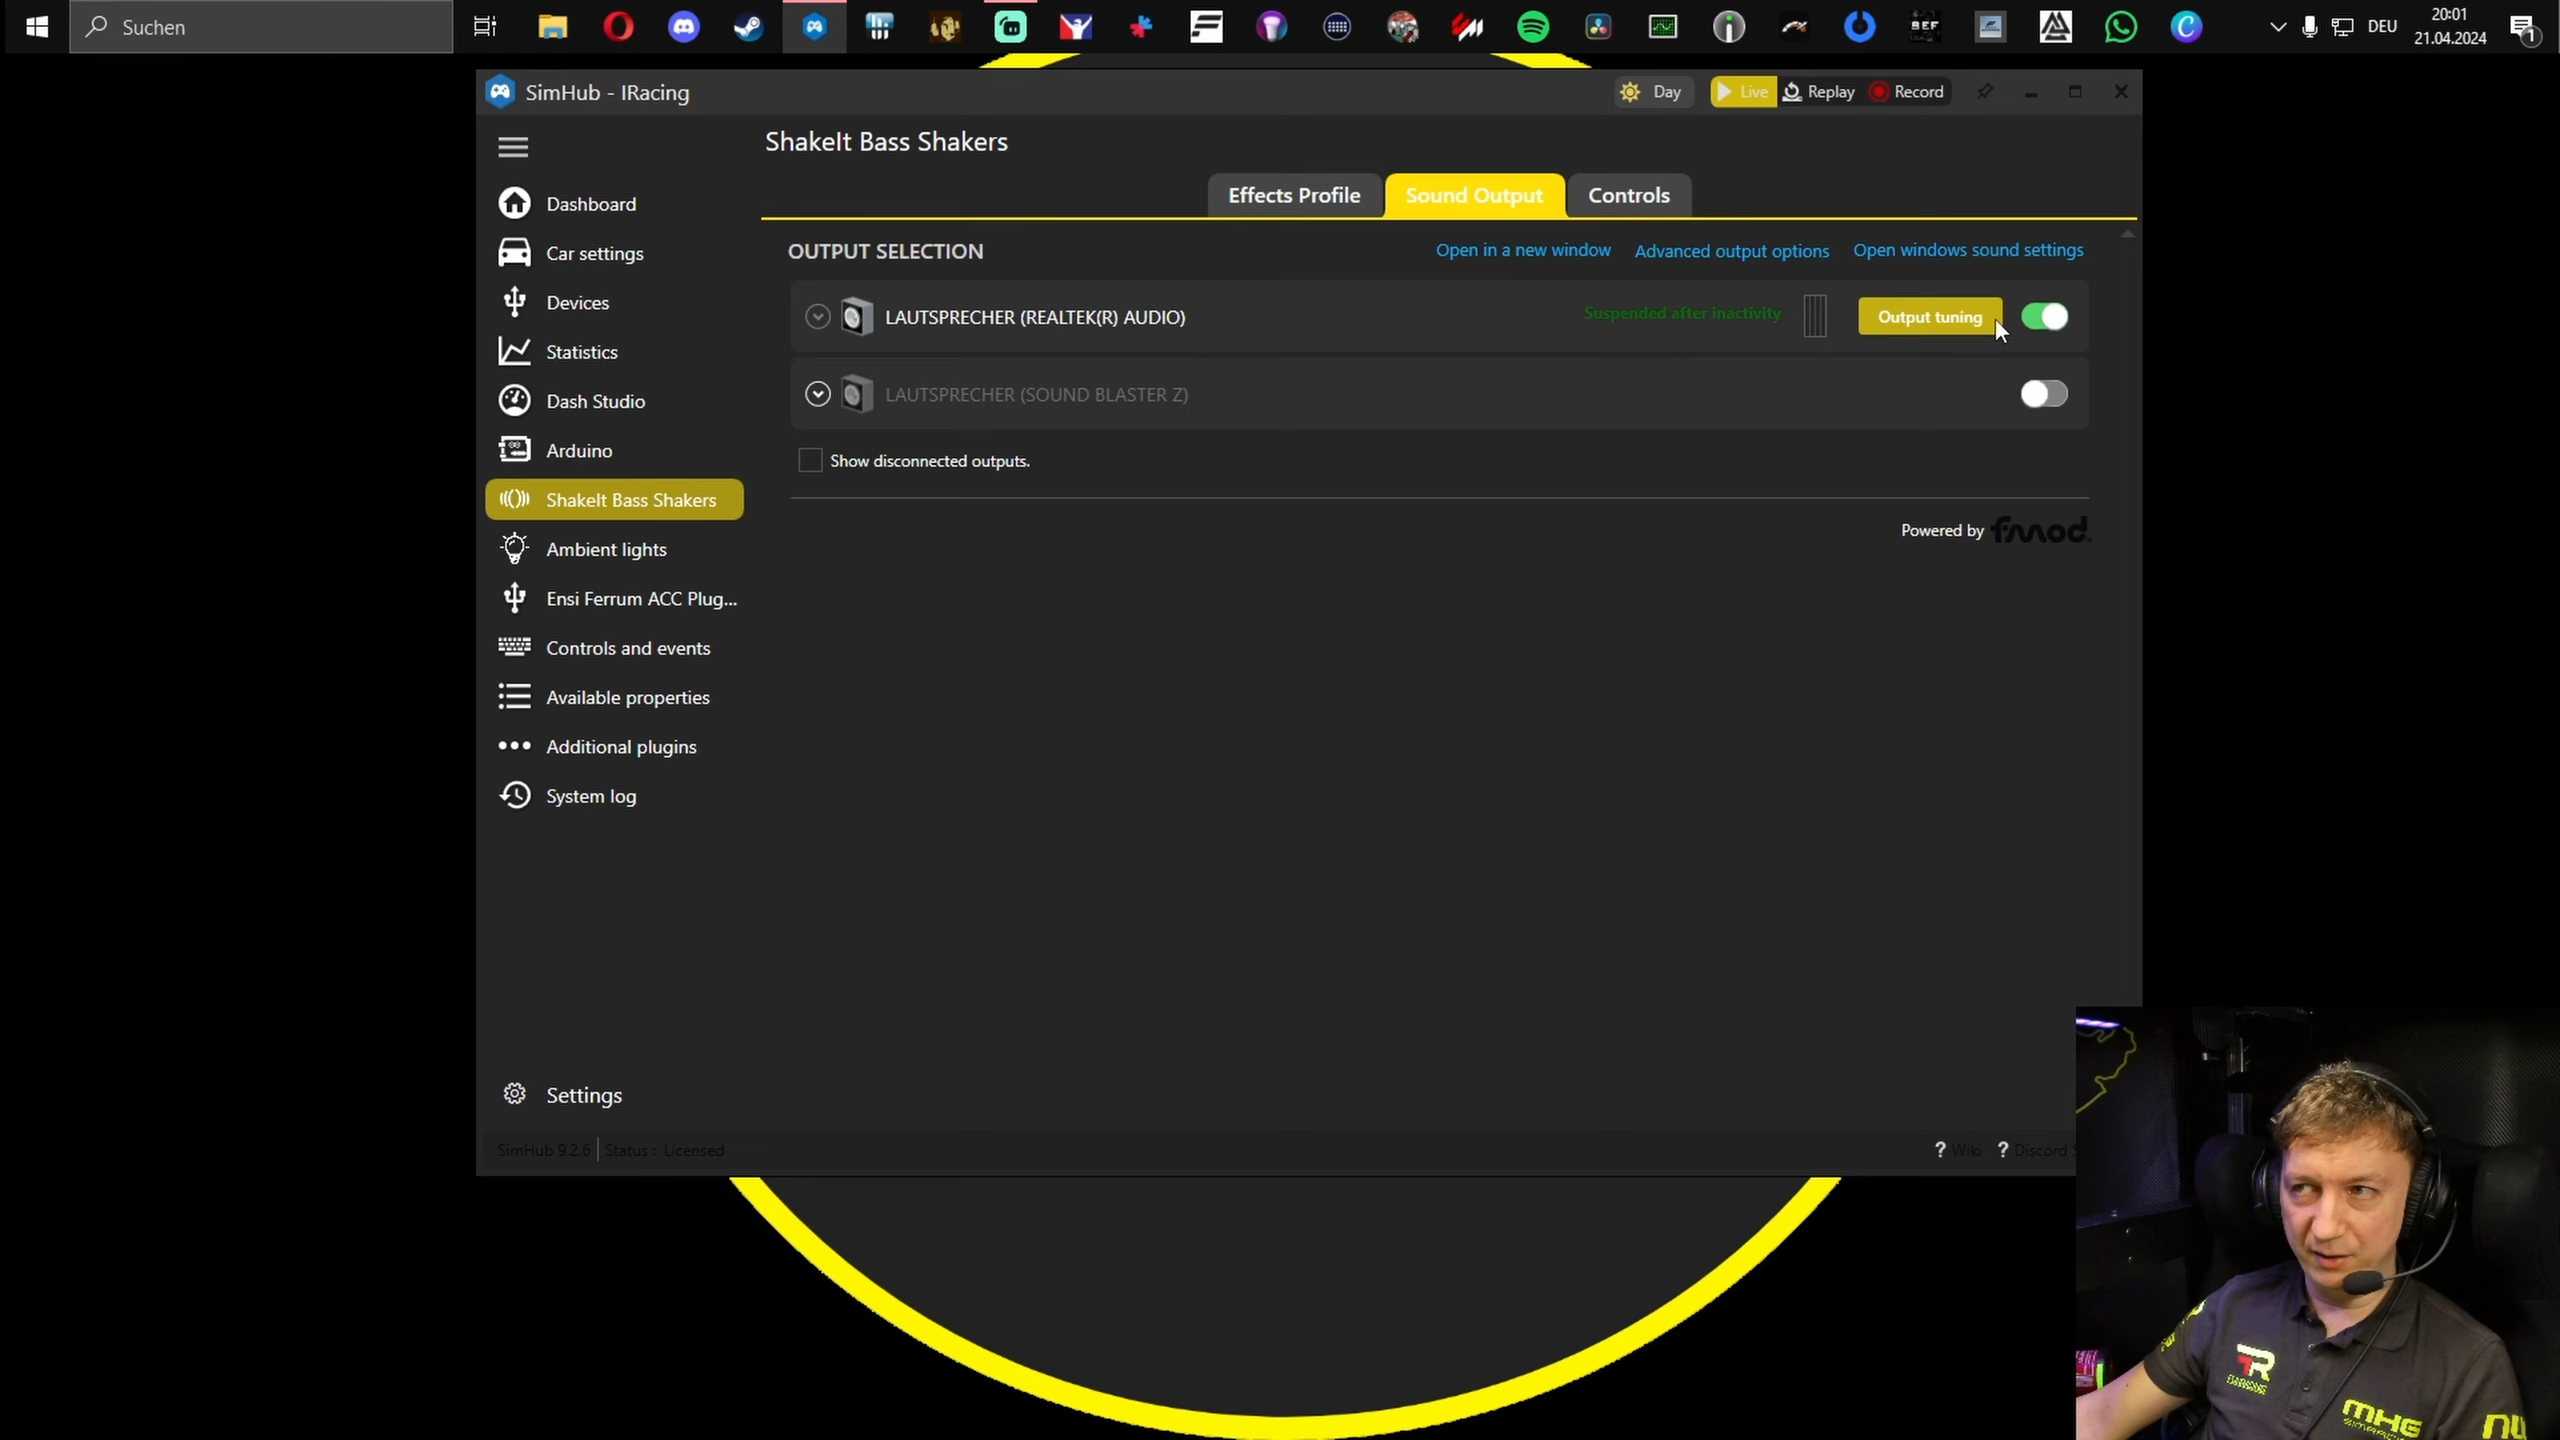 Suchen
DEU
20:01
21.04.2024
1
SimHub - IRacing
Day
Live
Replay
Record
ShakeIt Bass Shakers
Effects Profile
Sound Output
Controls
Dashboard
Car settings
Devices
Statistics
Dash Studio
Arduino
ShakeIt Bass Shakers
Ambient lights
Ensi Ferrum ACC Plug...
Controls and events
Available properties
Additional plugins
System log
Settings
OUTPUT SELECTION
Open in a new window
Advanced output options
Open windows sound settings
LAUTSPRECHER (REALTEK(R) AUDIO)
Suspended after inactivity
Output tuning
LAUTSPRECHER (SOUND BLASTER Z)
Show disconnected outputs.
Powered by fmod
SimHub 9.2.6
Status : Licensed
? Wiki
? Discord
MHG